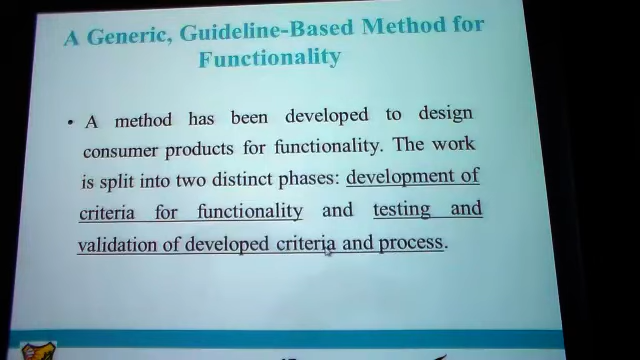 A Generic, Guideline-Based Method for
Functionality
• A method has been developed to design
consumer products for functionality. The work
is split into two distinct phases: development of
criteria for functionality and testing and
validation of developed criteria and process.